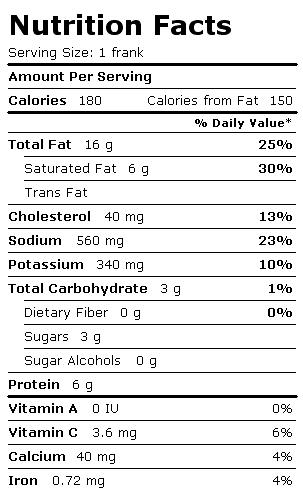 Nutrition Facts
Serving Size: 1 frank
Amount Per Serving
Calories 180 Calories from Fat 150
% Daily Value*
Total Fat 16 g 25%
Saturated Fat 6 g 30%
Trans Fat
Cholesterol 40 mg 13%
Sodium 560 mg 23%
Potassium 340 mg 10%
Total Carbohydrate 3 g 1%
Dietary Fiber 0 g 0%
Sugars 3 g
Sugar Alcohols 0 g
Protein 6 g
Vitamin A 0 IU 0%
Vitamin C 3.6 mg 6%
Calcium 40 mg 4%
Iron 0.72 mg 4%